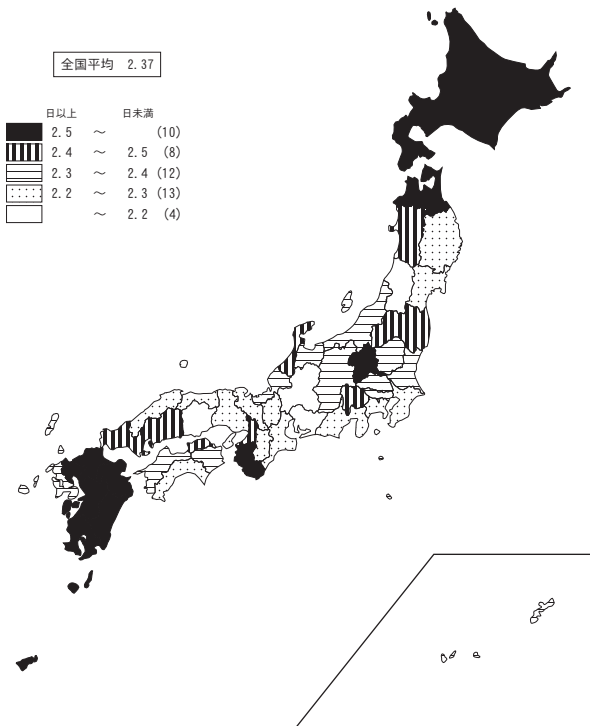 全国平均 2.37
日以上 日未満
2.5 ～ (10)
2.4 ～ 2.5 (8)
2.3 ～ 2.4 (12)
2.2 ～ 2.3 (13)
～ 2.2 (4)